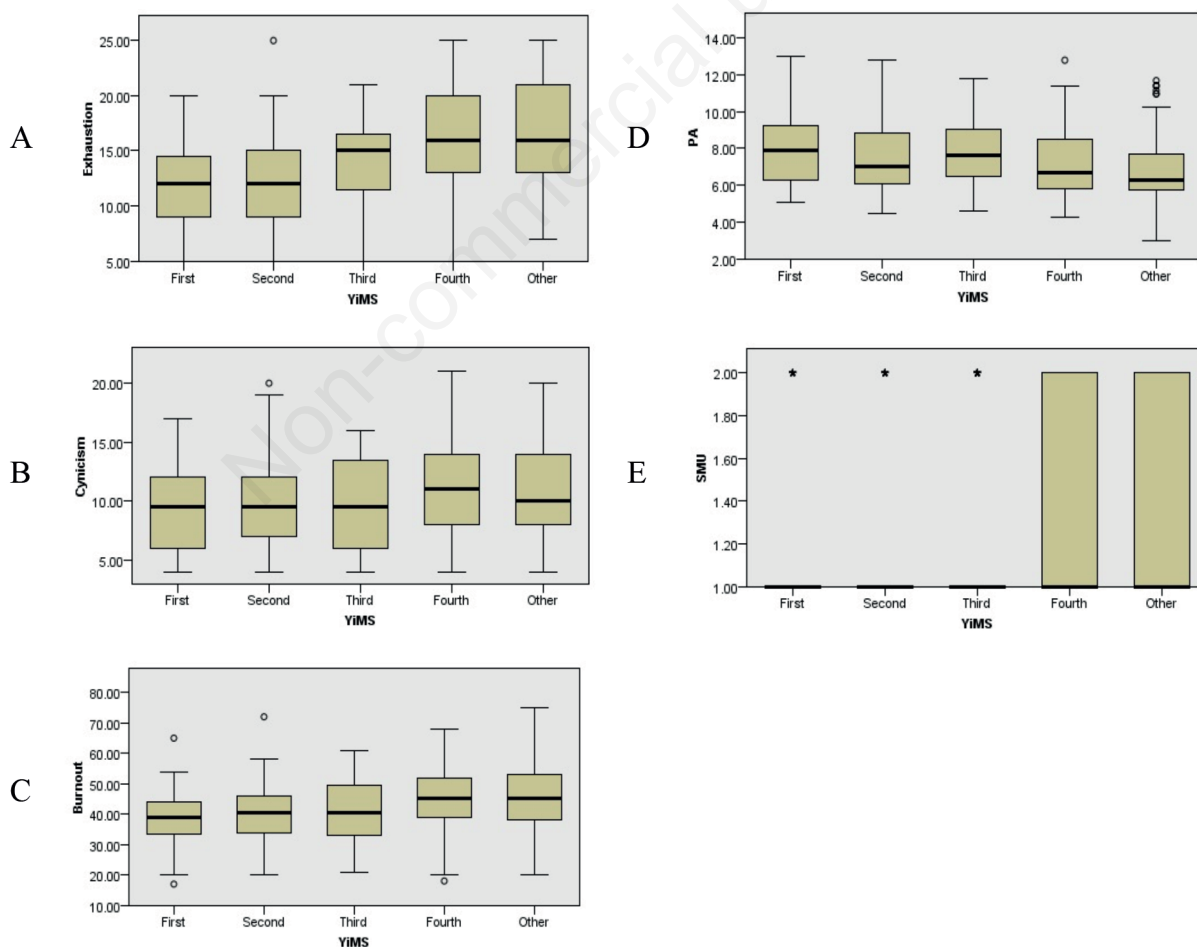 A
Exhaustion
25.00
20.00
15.00
10.00
5.00
First Second Third Fourth Other
YiMS
B
Cynicism
20.00
15.00
10.00
5.00
First Second Third Fourth Other
YiMS
C
Burnout
80.00
70.00
60.00
50.00
40.00
30.00
20.00
10.00
First Second Third Fourth Other
YiMS
D
PA
14.00
12.00
10.00
8.00
6.00
4.00
2.00
First Second Third Fourth Other
YiMS
E
SMU
2.00
1.80
1.60
1.40
1.20
1.00
First Second Third Fourth Other
YiMS
Non-commercial